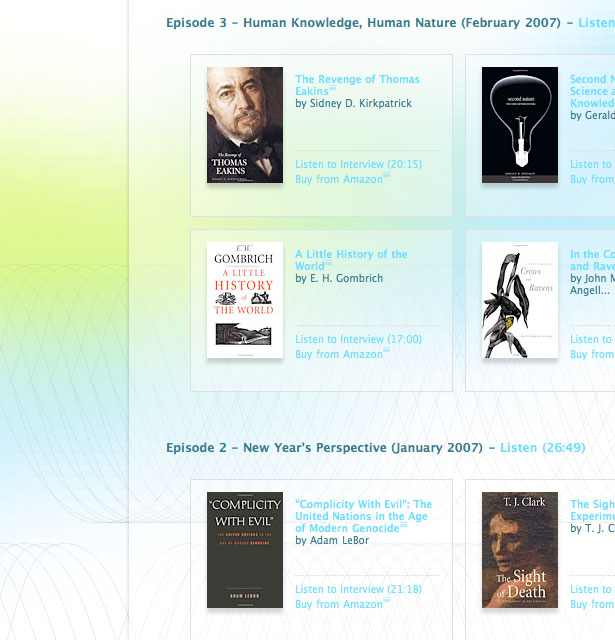 Episode 3 – Human Knowledge, Human Nature (February 2007) – Listen
The Revenge of Thomas
Eakins
by Sidney D. Kirkpatrick
Listen to Interview (20:15)
Buy from Amazon
The Revenge of
THOMAS
EAKINS
Second N
Science a
Knowled
by Gerald
Listen to
Buy from
second nature
A Little History of the
World
by E. H. Gombrich
Listen to Interview (17:00)
Buy from Amazon
E. H.
GOMBRICH
A LITTLE
HISTORY
of
THE WORLD
In the Co
and Rave
by John M
Angell...
Listen to
Buy from
Crows
Ravens
Episode 2 – New Year's Perspective (January 2007) – Listen (26:49)
"Complicity With Evil": The
United Nations in the Age
of Modern Genocide
by Adam LeBor
Listen to Interview (21:18)
Buy from Amazon
"COMPLICITY
WITH EVIL"
THE UNITED NATIONS IN THE
AGE OF MODERN GENOCIDE
ADAM LEBOR
The Sigh
Experime
by T. J. C
Listen to
Buy from
T. J. Clark
The Sight
of Death